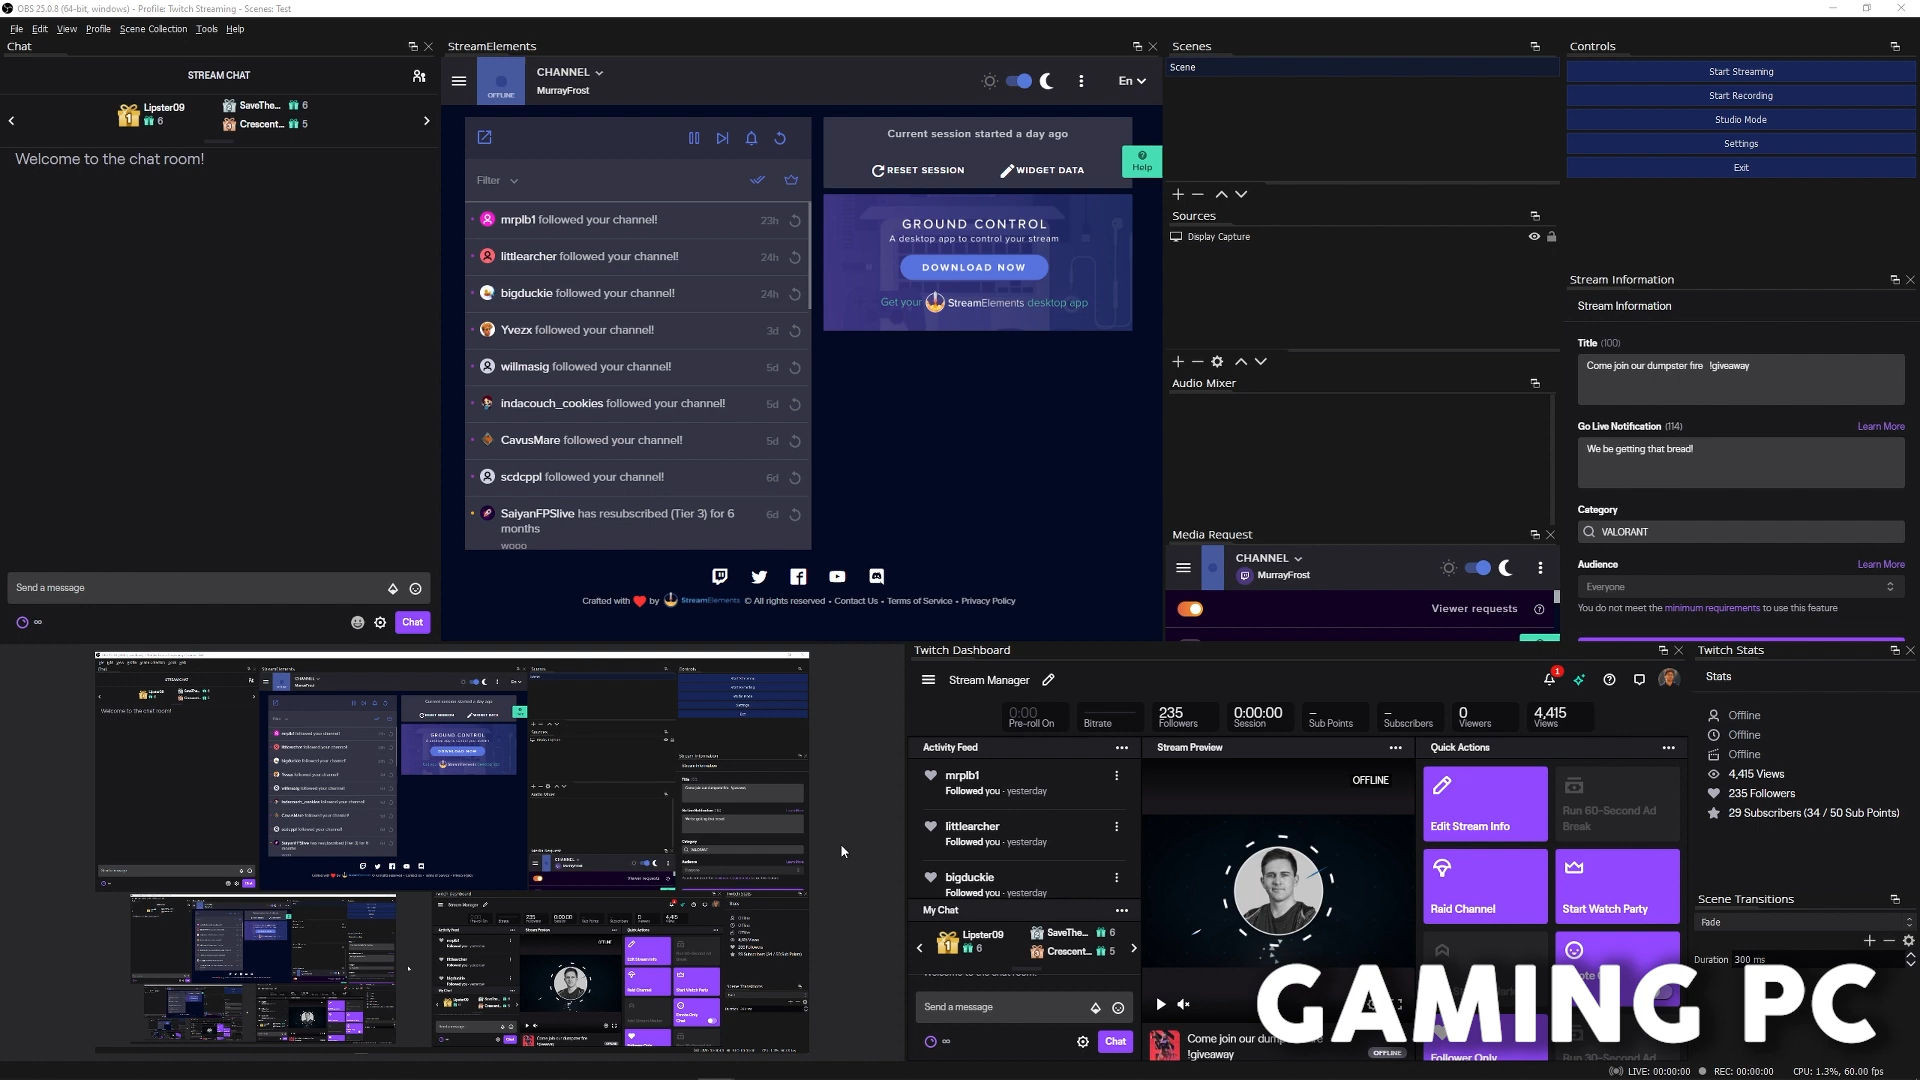 OBS 25.0.8 (64-bit, windows) - Profile: Twitch Streaming - Scenes: Test
File Edit View Profile Scene Collection Tools Help
Chat
STREAM CHAT
Lipster09
6
SaveThe... 6
Crescent... 5
Welcome to the chat room!
Send a message
Chat
StreamElements
OFFLINE
CHANNEL
MurrayFrost
En
Filter
mrplb1 followed your channel! 23h
littlearcher followed your channel! 24h
bigduckie followed your channel! 24h
Yvezx followed your channel! 3d
willmasig followed your channel! 5d
indacouch_cookies followed your channel! 5d
CavusMare followed your channel! 5d
scdcppl followed your channel! 6d
SaiyanFPSlive has resubscribed (Tier 3) for 6 6d
months
wooo
Current session started a day ago
RESET SESSION WIDGET DATA
Help
GROUND CONTROL
A desktop app to control your stream
DOWNLOAD NOW
Get your StreamElements desktop app
Crafted with by StreamElements © All rights reserved • Contact Us • Terms of Service • Privacy Policy
Scenes
Scene
Sources
Display Capture
Audio Mixer
Media Request
CHANNEL
MurrayFrost
Viewer requests
Controls
Start Streaming
Start Recording
Studio Mode
Settings
Exit
Stream Information
Stream Information
Title (100)
Come join our dumpster fire !giveaway
Go Live Notification (114) Learn More
We be getting that bread!
Category
VALORANT
Audience Learn More
Everyone
You do not meet the minimum requirements to use this feature
Twitch Dashboard
Stream Manager
1
0:00
Pre-roll On
Bitrate
235
Followers
0:00:00
Session
–
Sub Points
–
Subscribers
0
Viewers
4,415
Views
Activity Feed
mrplb1
Followed you · yesterday
littlearcher
Followed you · yesterday
bigduckie
Followed you · yesterday
My Chat
Lipster09
6
SaveThe... 6
Crescent... 5
Send a message
Chat
Stream Preview
OFFLINE
Come join our dumpster fire
!giveaway
OFFLINE
Quick Actions
Edit Stream Info
Run 60-Second Ad
Break
Raid Channel
Start Watch Party
Follower Only
Run 30-Second Ad
Twitch Stats
Stats
Offline
Offline
Offline
4,415 Views
235 Followers
29 Subscribers (34 / 50 Sub Points)
Scene Transitions
Fade
Duration 300 ms
GAMING PC
LIVE: 00:00:00 REC: 00:00:00 CPU: 1.3%, 60.00 fps